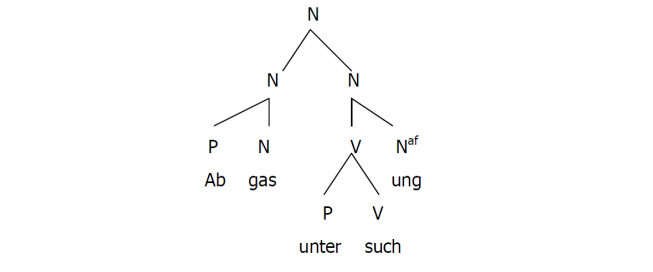 N
N N
P N V N^af
Ab gas ung
P V
unter such